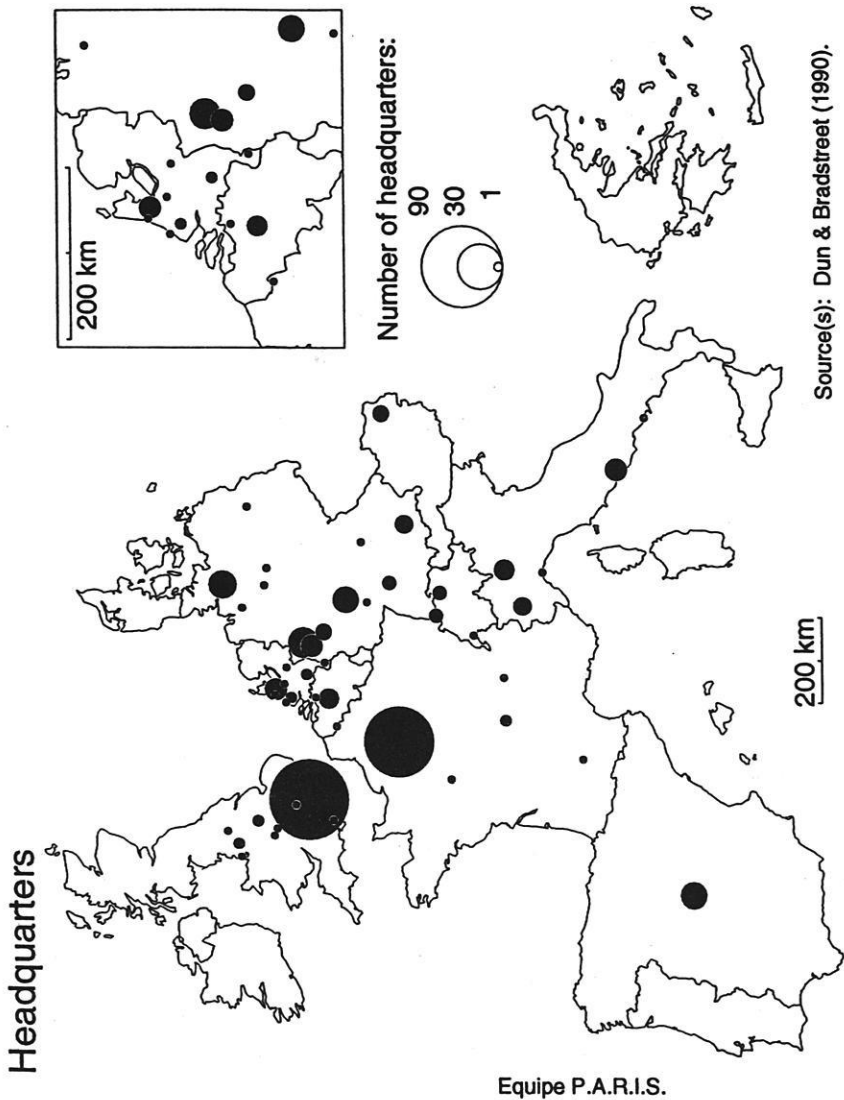 Headquarters
200 km
Number of headquarters:
90
30
1
200 km
Source(s): Dun & Bradstreet (1990).
Equipe P.A.R.I.S.